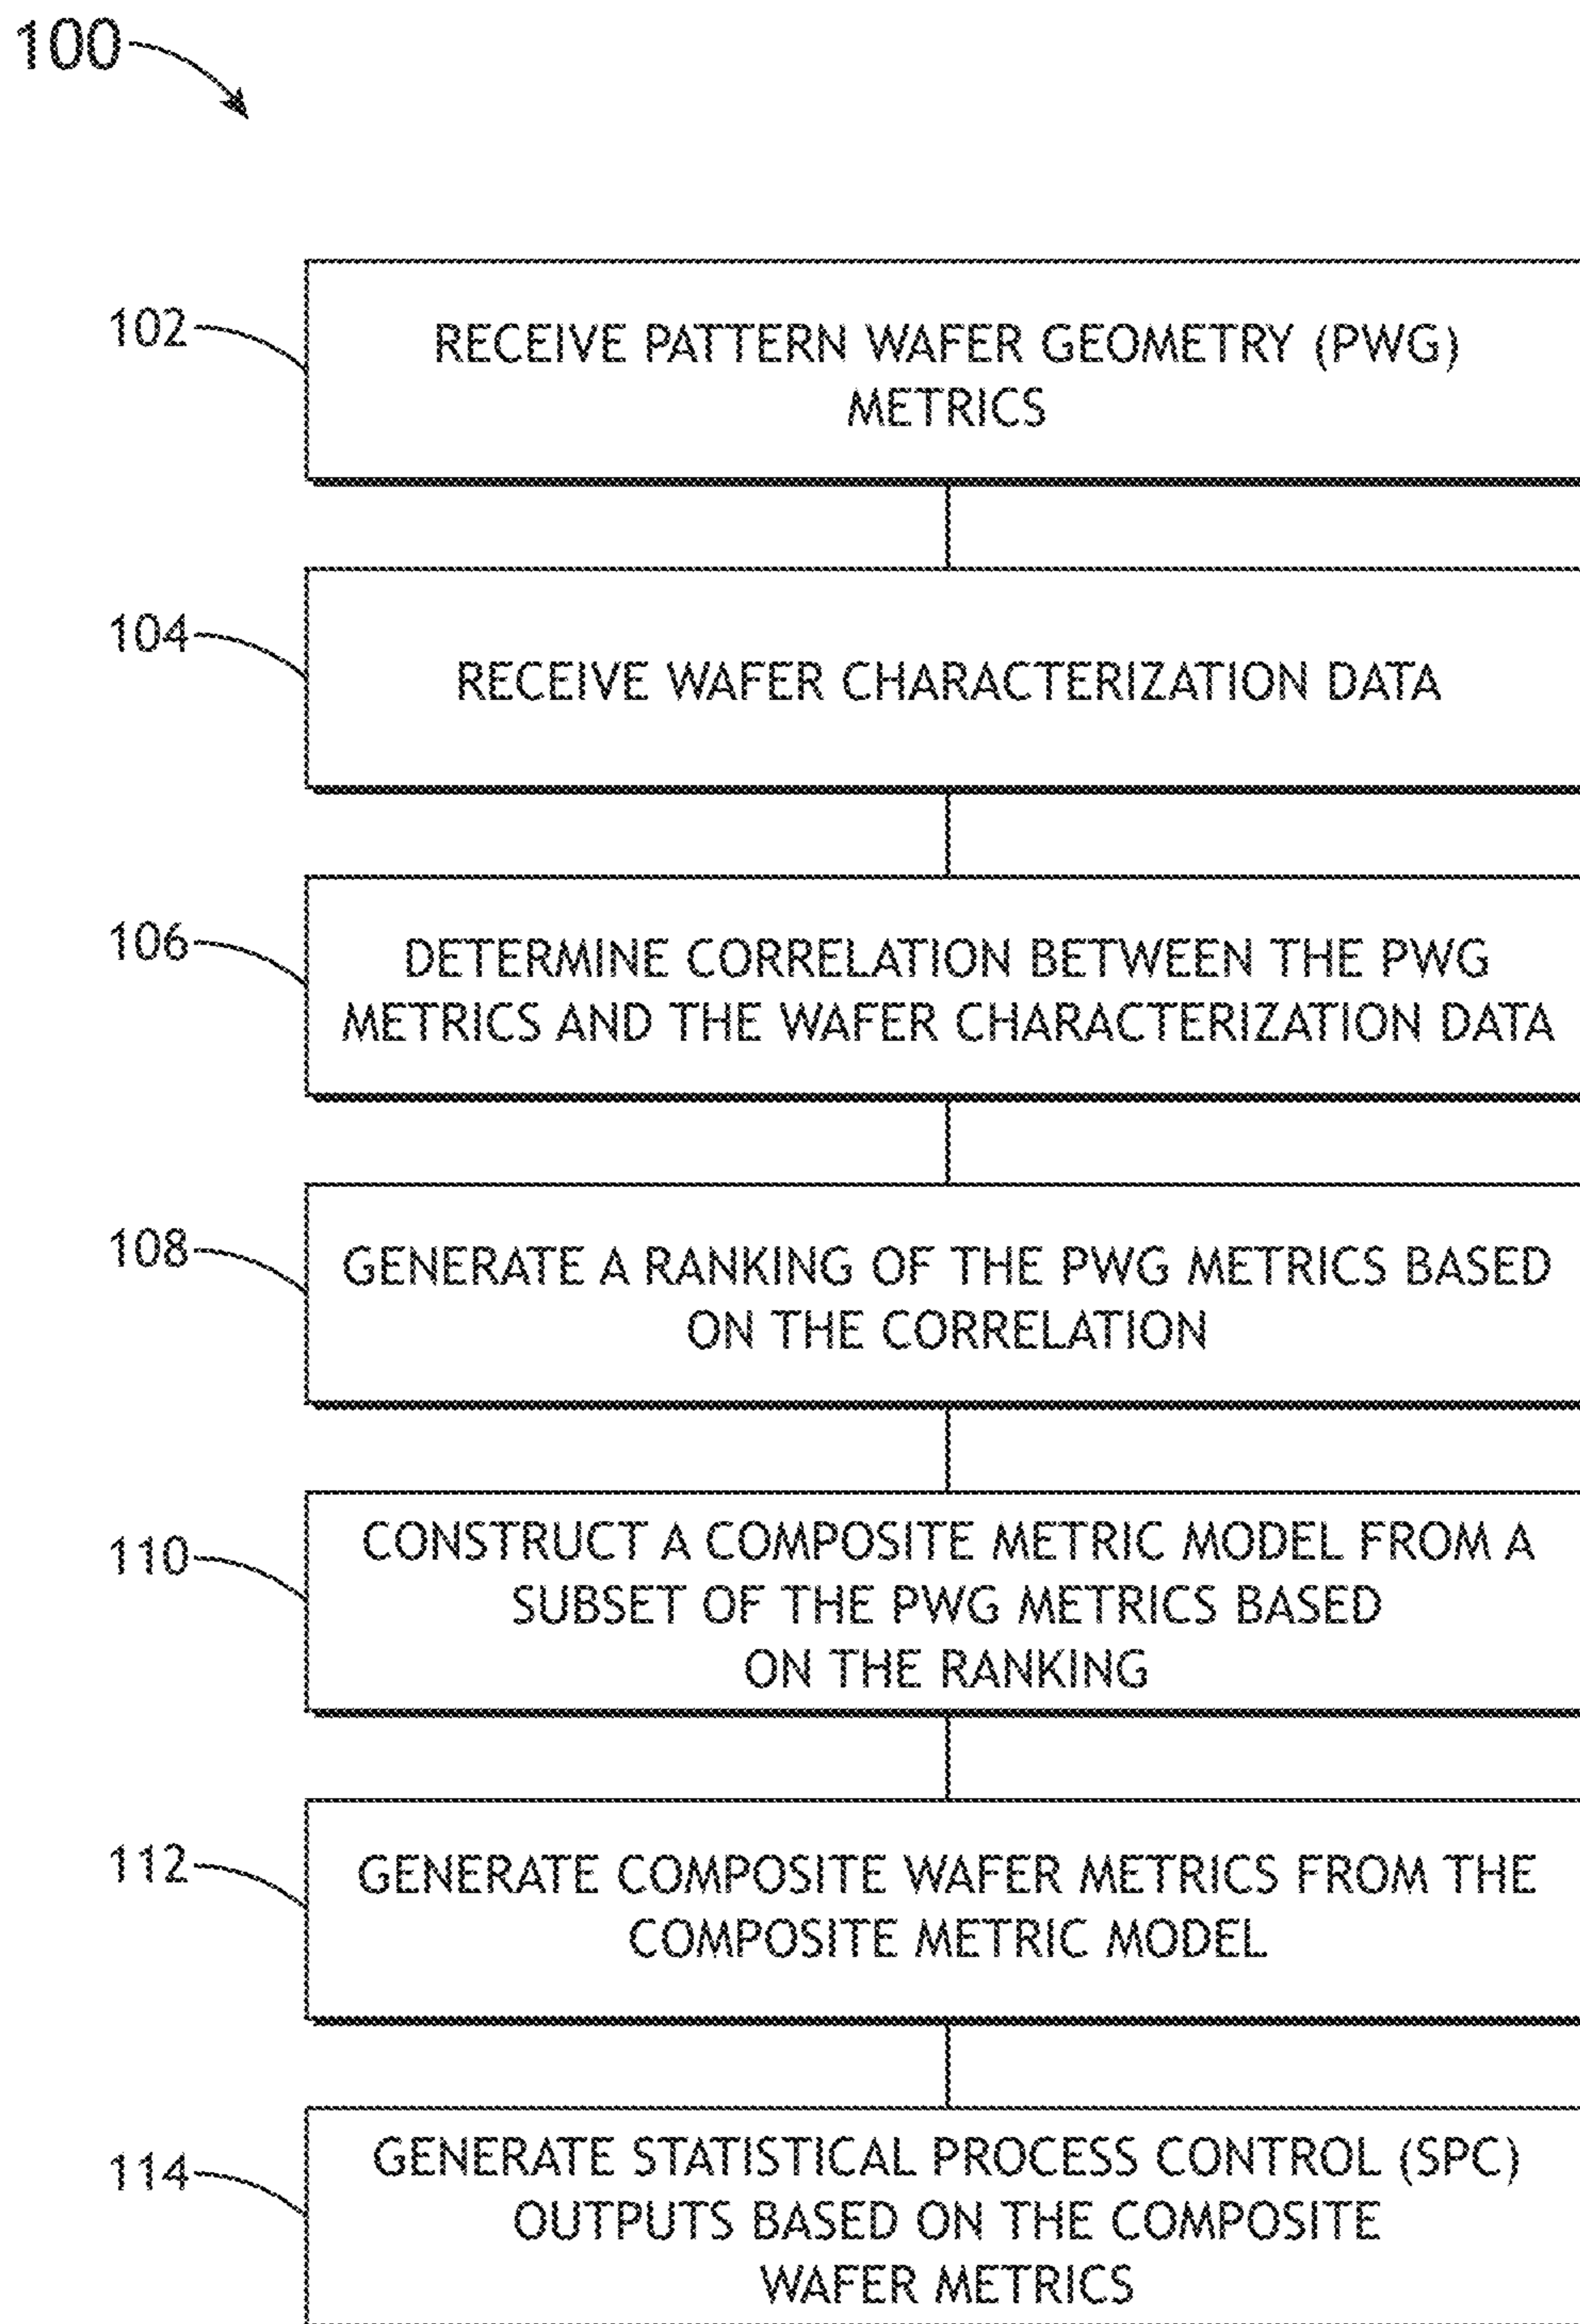 100
102
RECEIVE PATTERN WAFER GEOMETRY (PWG)
METRICS
104
RECEIVE WAFER CHARACTERIZATION DATA
106
DETERMINE CORRELATION BETWEEN THE PWG
METRICS AND THE WAFER CHARACTERIZATION DATA
108
GENERATE A RANKING OF THE PWG METRICS BASED
ON THE CORRELATION
110
CONSTRUCT A COMPOSITE METRIC MODEL FROM A
SUBSET OF THE PWG METRICS BASED
ON THE RANKING
112
GENERATE COMPOSITE WAFER METRICS FROM THE
COMPOSITE METRIC MODEL
114
GENERATE STATISTICAL PROCESS CONTROL (SPC)
OUTPUTS BASED ON THE COMPOSITE
WAFER METRICS